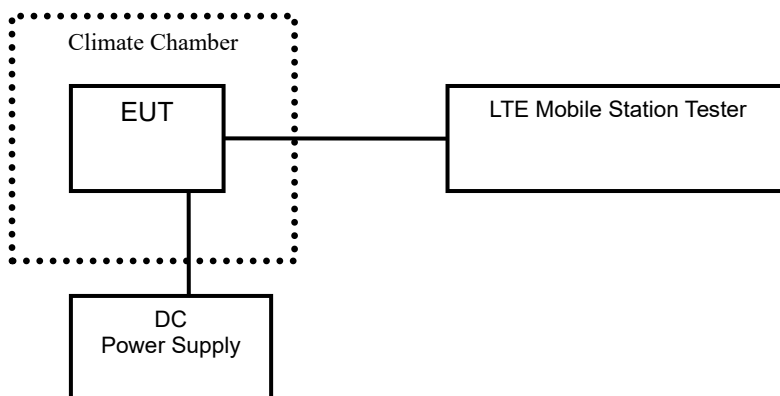 Climate Chamber
EUT
LTE Mobile Station Tester
DC
Power Supply